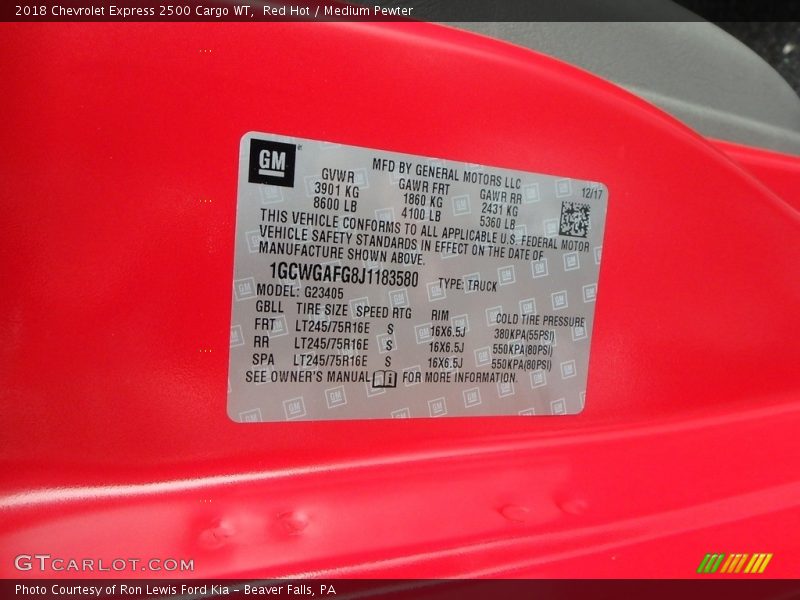 2018 Chevrolet Express 2500 Cargo WT,  Red Hot / Medium Pewter
GM
MFD BY GENERAL MOTORS LLC
12/17
GVWR GAWR FRT GAWR RR
3901 KG 1860 KG 2431 KG
8600 LB 4100 LB 5360 LB
THIS VEHICLE CONFORMS TO ALL APPLICABLE U.S. FEDERAL MOTOR
VEHICLE SAFETY STANDARDS IN EFFECT ON THE DATE OF
MANUFACTURE SHOWN ABOVE.
1GCWGAFG8J1183580 TYPE: TRUCK
MODEL: G23405
GBLL TIRE SIZE SPEED RTG RIM COLD TIRE PRESSURE
FRT LT245/75R16E S 16X6.5J 380KPA(55PSI)
RR LT245/75R16E S 16X6.5J 550KPA(80PSI)
SPA LT245/75R16E S 16X6.5J 550KPA(80PSI)
SEE OWNER'S MANUAL FOR MORE INFORMATION.
GTCARLOT.COM
Photo Courtesy of Ron Lewis Ford Kia – Beaver Falls, PA